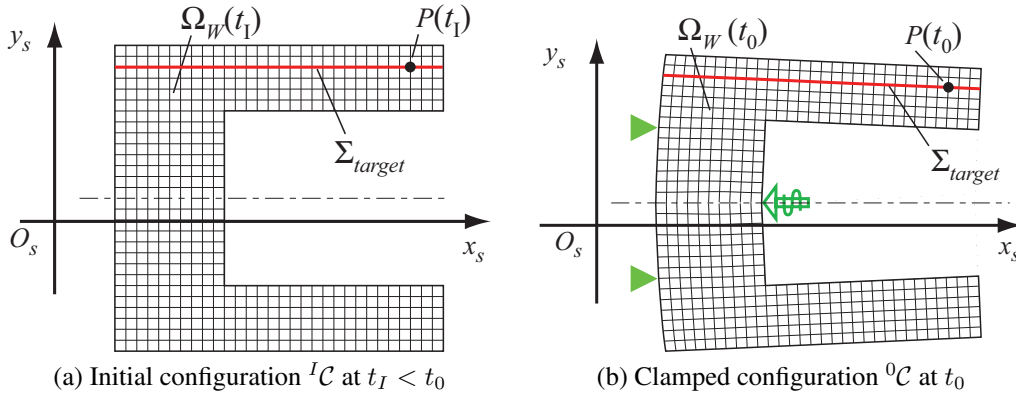 y_s
Ω_W(t_I)
P(t_I)
Σ_target
O_s
x_s
(a) Initial configuration ^I𝒞 at t_I < t_0
y_s
Ω_W (t_0)
P(t_0)
Σ_target
O_s
x_s
(b) Clamped configuration ^0𝒞 at t_0